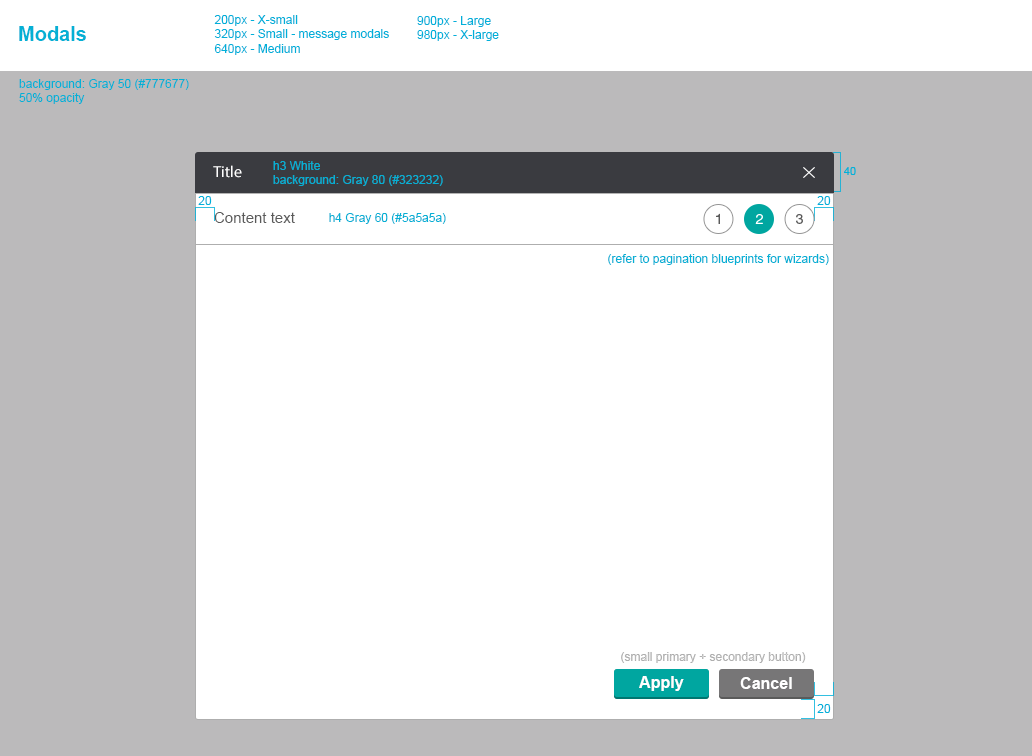 Modals
200px - X-small
320px - Small - message modals
640px - Medium
900px - Large
980px - X-large
background: Gray 50 (#777677)
50% opacity
Title
h3 White
background: Gray 80 (#323232)
40
20
20
Content text
h4 Gray 60 (#5a5a5a)
1
2
3
(refer to pagination blueprints for wizards)
(small primary + secondary button)
Apply
Cancel
20